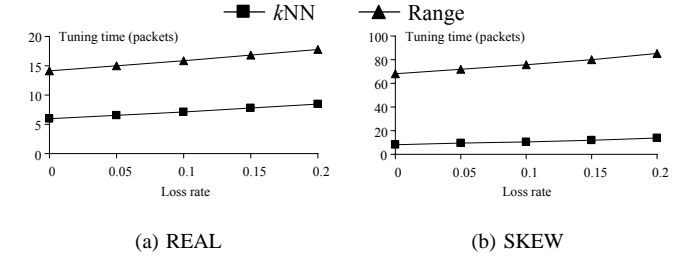 kNN Range
Tuning time (packets)
20
15
10
5
0
0 0.05 0.1 0.15 0.2
Loss rate
(a) REAL
Tuning time (packets)
100
80
60
40
20
0
0 0.05 0.1 0.15 0.2
Loss rate
(b) SKEW